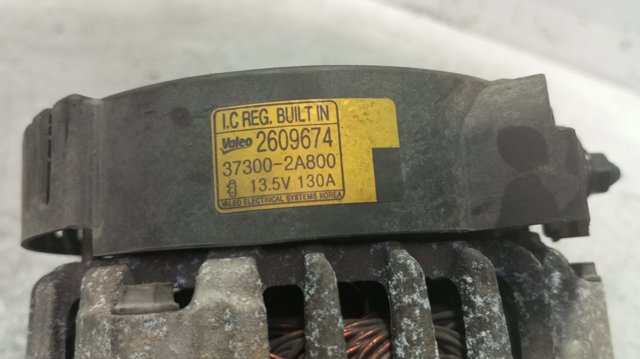 I.C REG. BUILT IN
Valeo 2609674
37300-2A800
13.5V 130A
VALEO ELECTRICAL SYSTEMS KOREA